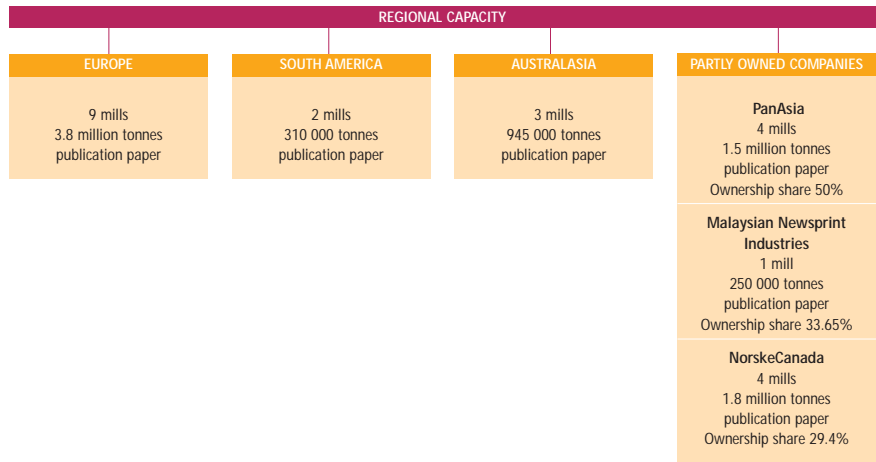 REGIONAL CAPACITY
EUROPE
9 mills
3.8 million tonnes
publication paper
SOUTH AMERICA
2 mills
310 000 tonnes
publication paper
AUSTRALASIA
3 mills
945 000 tonnes
publication paper
PARTLY OWNED COMPANIES
PanAsia
4 mills
1.5 million tonnes
publication paper
Ownership share 50%
Malaysian Newsprint
Industries
1 mill
250 000 tonnes
publication paper
Ownership share 33.65%
NorskeCanada
4 mills
1.8 million tonnes
publication paper
Ownership share 29.4%